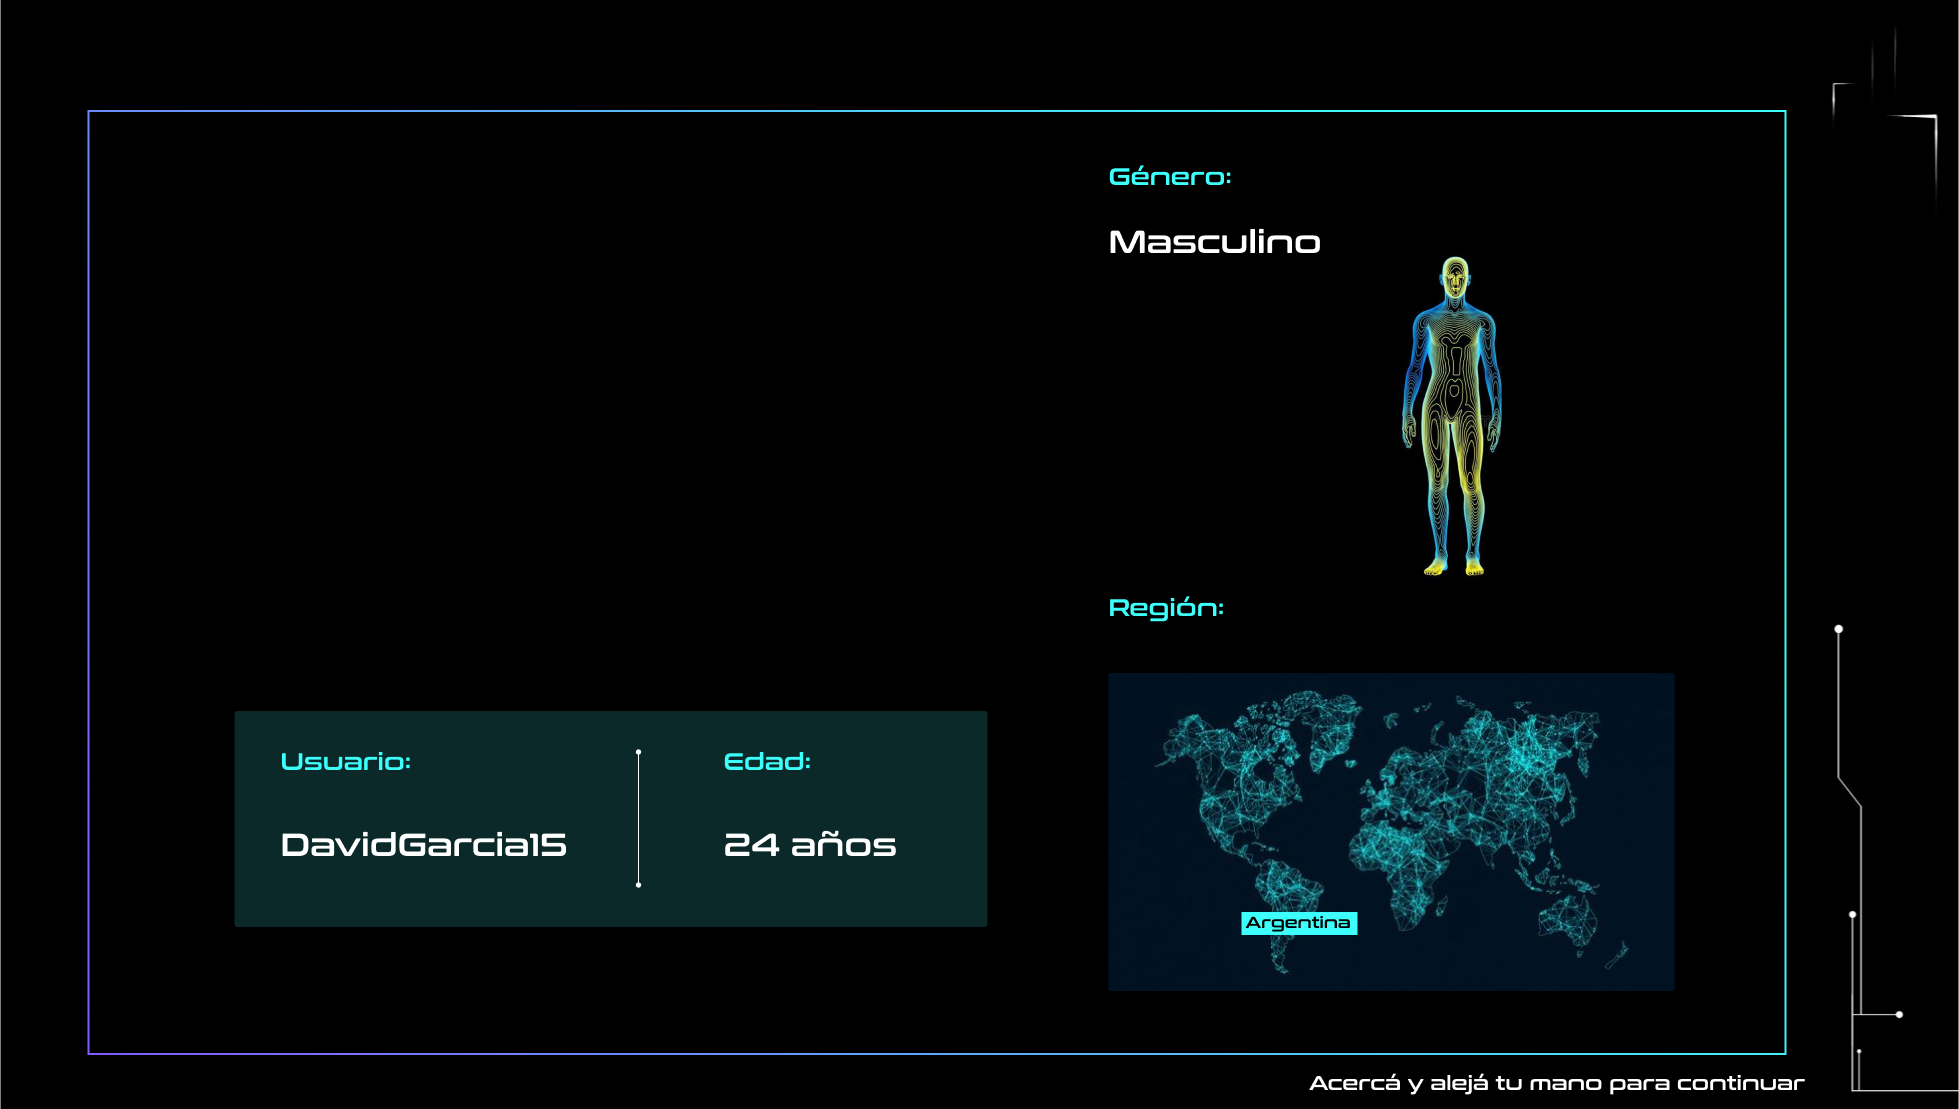 Género:
Masculino
Región:
Argentina
Usuario:
DavidGarcia15
Edad:
24 años
Acercá y alejá tu mano para continuar